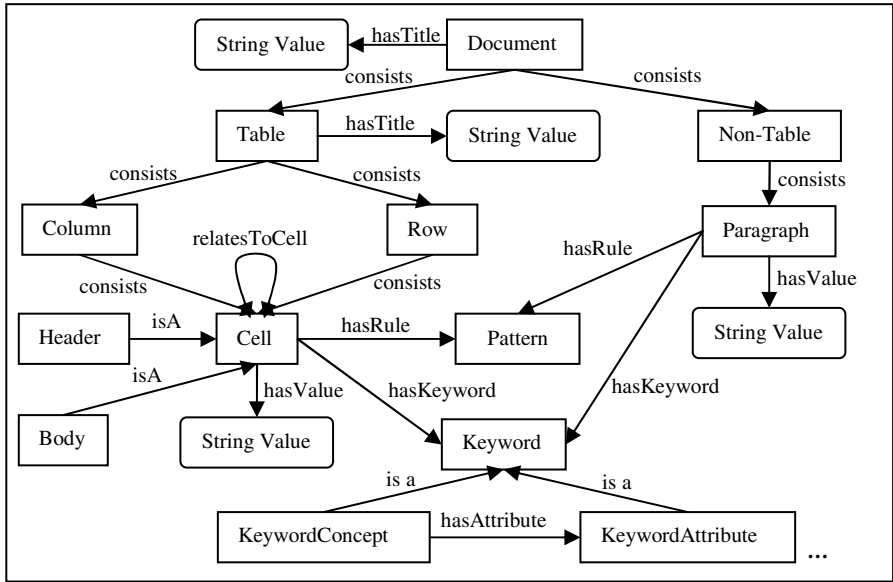 String Value
hasTitle
Document
consists
consists
Table
hasTitle
String Value
Non-Table
consists
consists
consists
Column
relatesToCell
Row
Paragraph
hasRule
consists
consists
hasValue
Header
isA
Cell
hasRule
Pattern
String Value
isA
hasValue
hasKeyword
hasKeyword
Body
String Value
Keyword
is a
is a
KeywordConcept
hasAttribute
KeywordAttribute
...